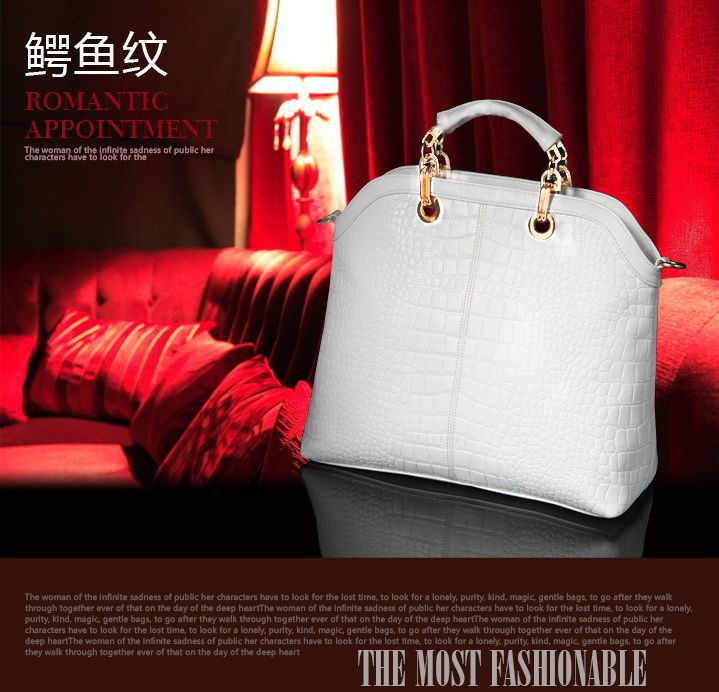 鳄鱼纹
ROMANTIC
APPOINTMENT
The woman of the infinite sadness of public her
characters have to look for the
The woman of the infinite sadness of public her characters have to look for the lost time, to look for a lonely, purity, kind, magic, gentle bags, to go after they walk
through together ever of that on the day of the deep heartThe woman of the infinite sadness of public her characters have to look for the lost time, to look for a lonely,
purity, kind, magic, gentle bags, to go after they walk through together ever of that on the day of the deep heartThe woman of the infinite sadness of public her
characters have to look for the lost time, to look for a lonely, purity, kind, magic, gentle bags, to go after they walk through together ever of that on the day of the
deep heartThe woman of the infinite sadness of public her characters have to look for the lost time, to look for a lonely, purity, kind, magic, gentle bags, to go after
they walk through together ever of that on the day of the deep heart
THE MOST FASHIONABLE